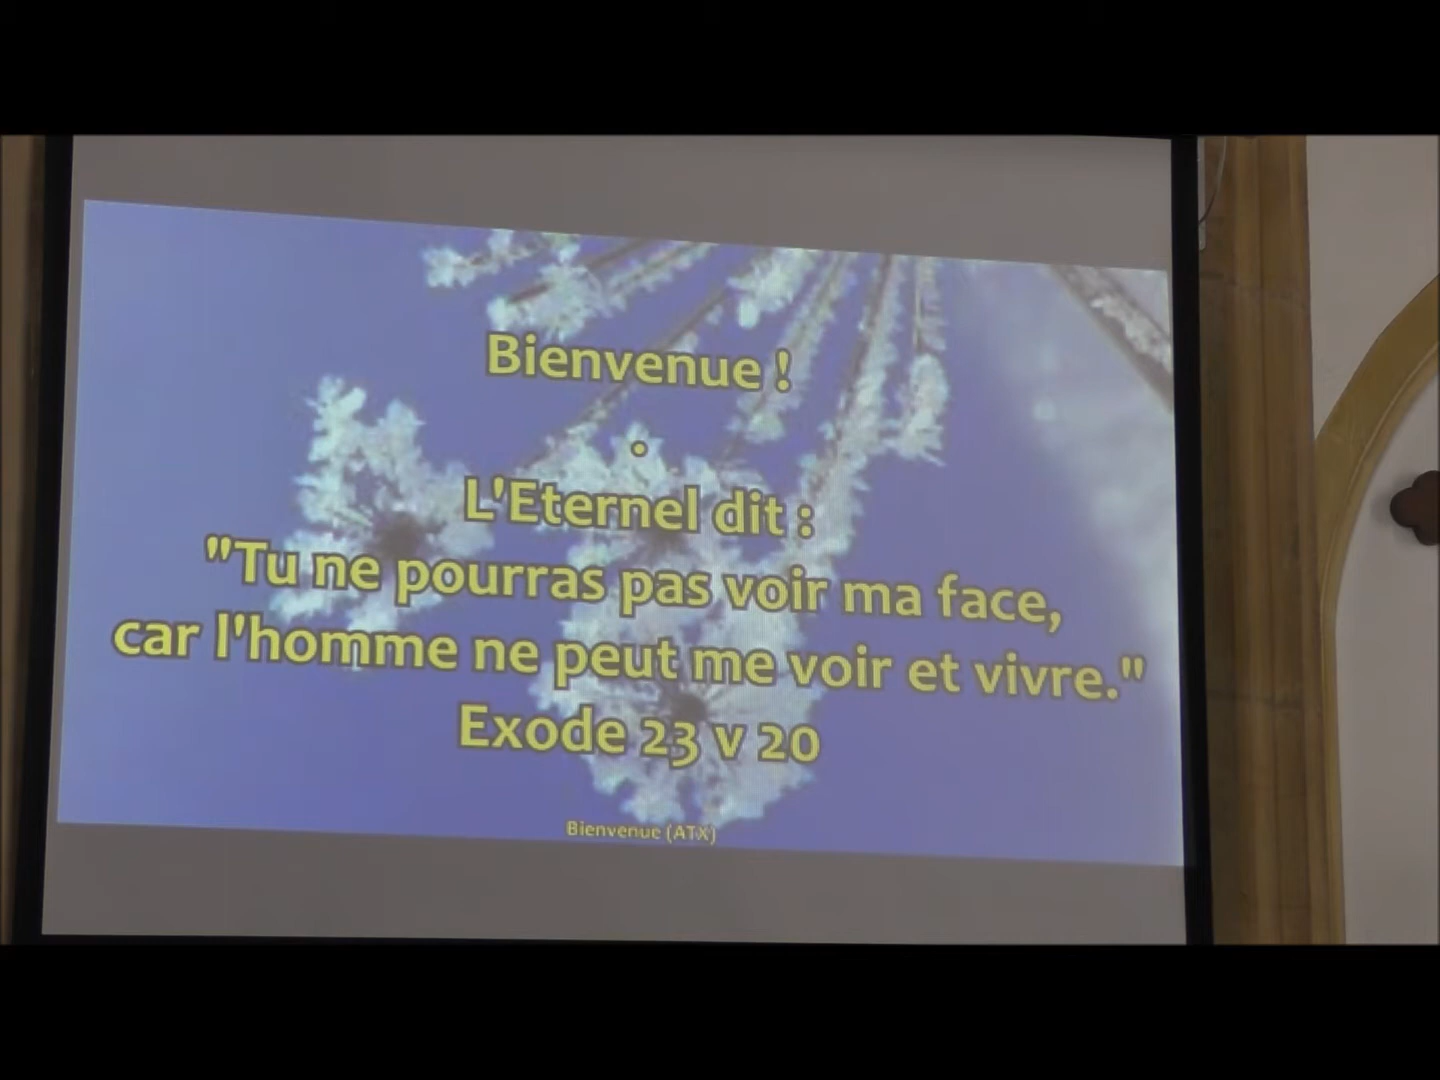 Bienvenue !
.
L'Eternel dit :
"Tu ne pourras pas voir ma face,
car l'homme ne peut me voir et vivre."
Exode 23 v 20
Bienvenue (ATX)